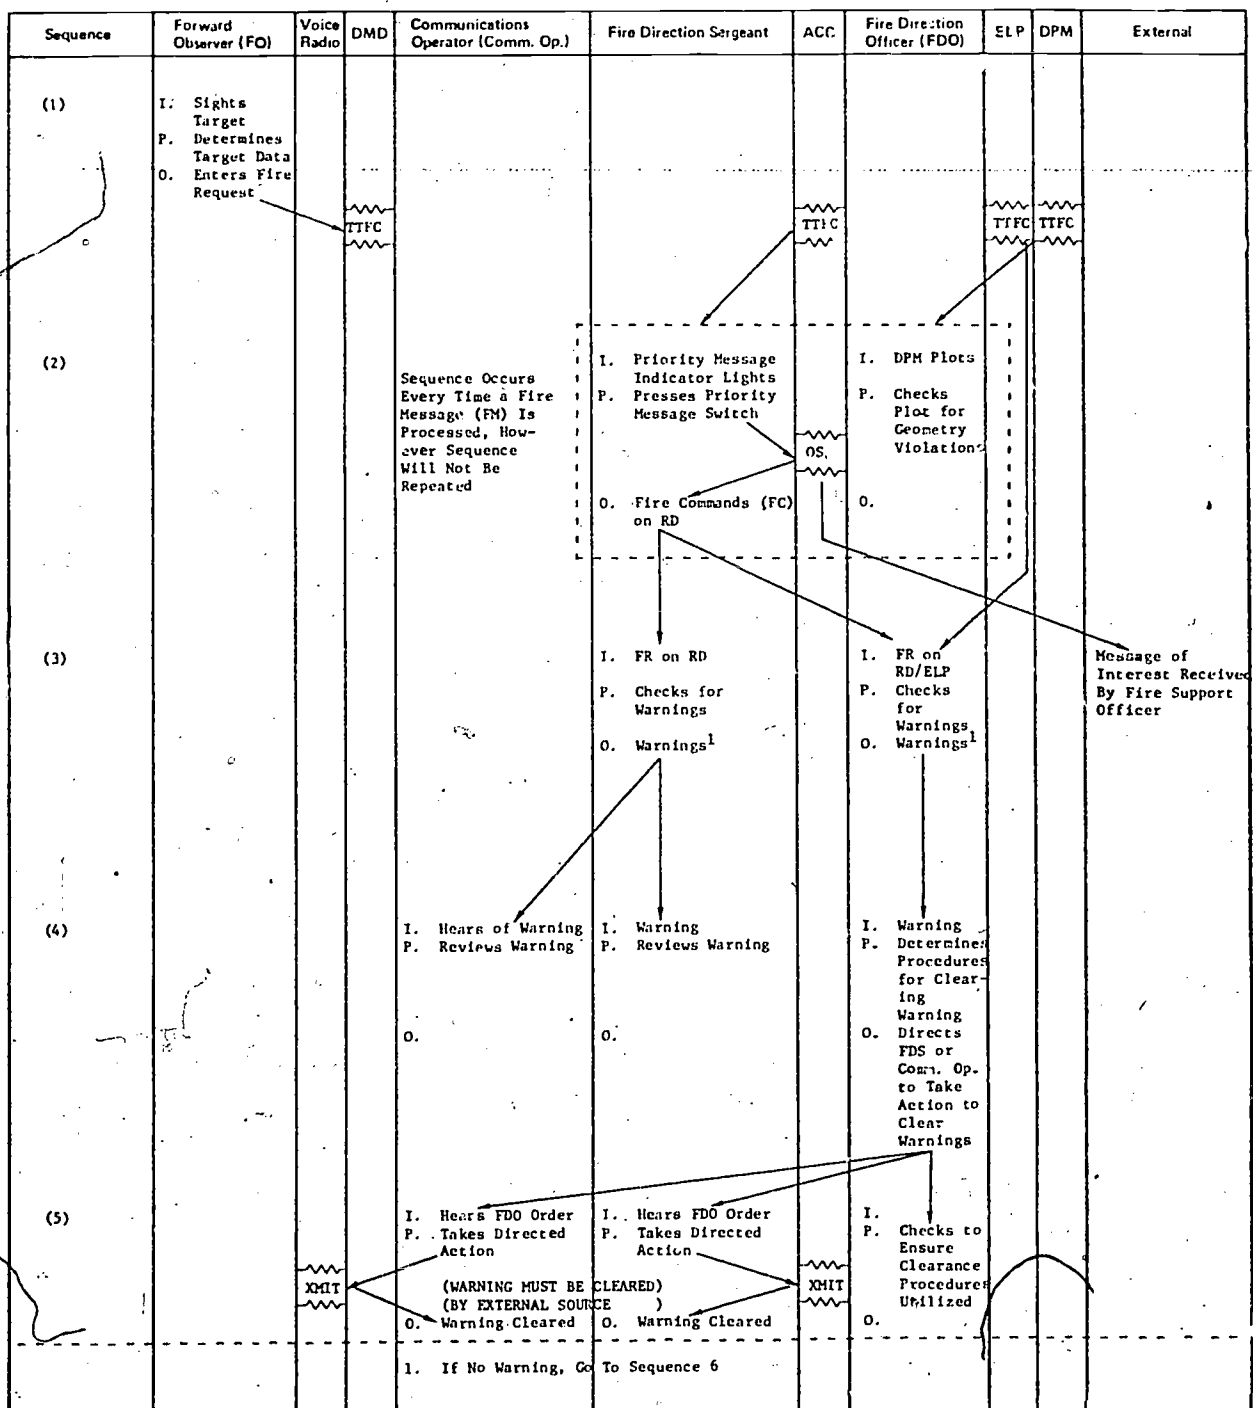 Sequence
Forward
Observer (FO)
Voice
Radio
DMD
Communications
Operator (Comm. Op.)
Fire Direction Sergeant
ACC
Fire Direction
Officer (FDO)
ELP
DPM
External
(1)
I. Sights
Target
P. Determines
Target Data
O. Enters Fire
Request
TTFC
TTFC
TTFC
TTFC
(2)
Sequence Occurs
Every Time a Fire
Message (FM) Is
Processed, How-
ever Sequence
Will Not Be
Repeated
I. Priority Message
Indicator Lights
P. Presses Priority
Message Switch
OS,
O. Fire Commands (FC)
on RD
I. DPM Plots
P. Checks
Plot for
Geometry
Violations
O.
(3)
I. FR on RD
P. Checks for
Warnings
O. Warnings1
I. FR on
RD/ELP
P. Checks
for
Warnings
O. Warnings1
Message of
Interest Received
By Fire Support
Officer
(4)
I. Hears of Warning
P. Reviews Warning
O.
I. Warning
P. Reviews Warning
O.
I. Warning
P. Determines
Procedures
for Clear-
ing
Warning
O. Directs
FDS or
Comm. Op.
to Take
Action to
Clear
Warnings
(5)
I. Hears FDO Order
P. Takes Directed
Action
XMIT
(WARNING MUST BE CLEARED)
(BY EXTERNAL SOURCE )
O. Warning Cleared
I. Hears FDO Order
P. Takes Directed
Action
XMIT
O. Warning Cleared
I.
P. Checks to
Ensure
Clearance
Procedures
Utilized
O.
1. If No Warning, Go To Sequence 6